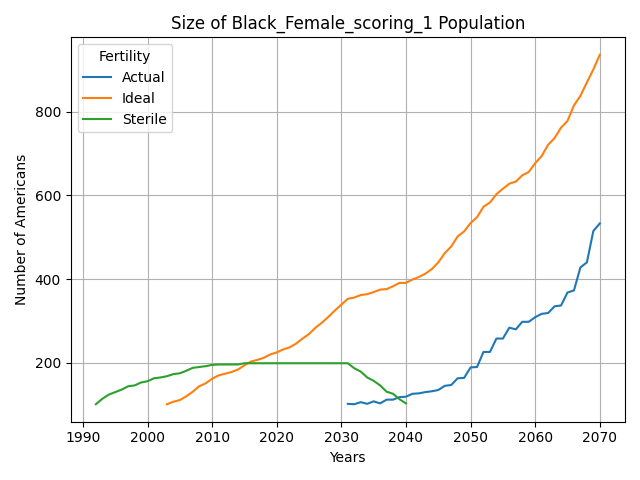 Size of Black_Female_scoring_1 Population
Fertility
Actual
Ideal
Sterile
Number of Americans
800
600
400
200
1990 2000 2010 2020 2030 2040 2050 2060 2070
Years